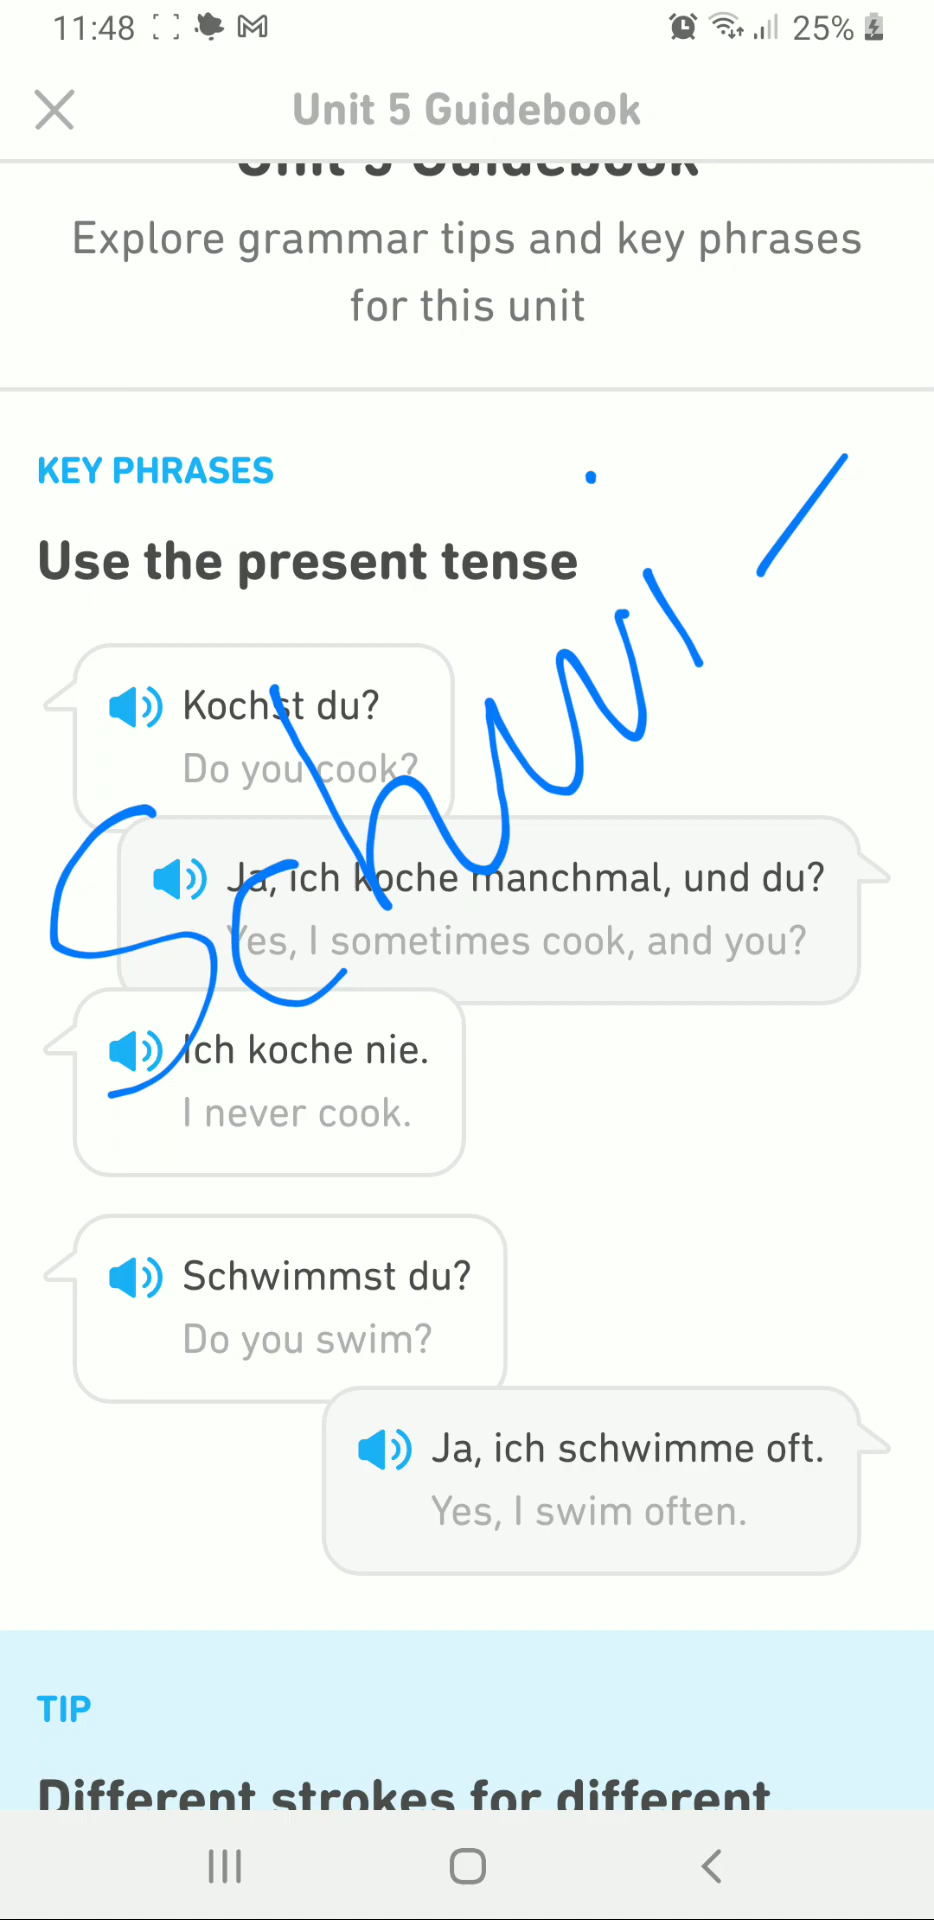 11:48 25%
Unit 5 Guidebook
Unit 5 Guidebook
Explore grammar tips and key phrases
for this unit
KEY PHRASES
Use the present tense
Kochst du?
Do you cook?
Ja, ich koche manchmal, und du?
Yes, I sometimes cook, and you?
Ich koche nie.
I never cook.
Schwimmst du?
Do you swim?
Ja, ich schwimme oft.
Yes, I swim often.
TIP
Different strokes for different